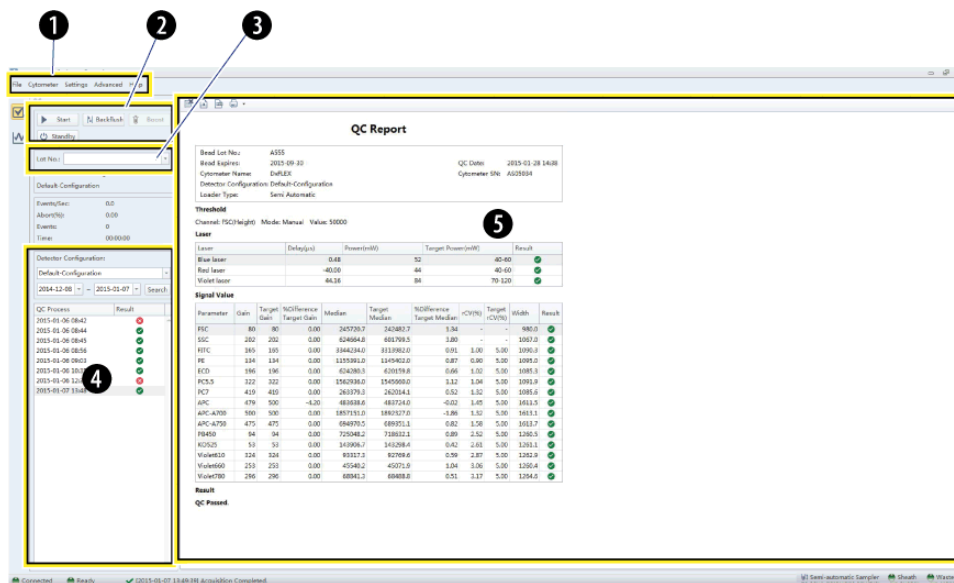 1 2 3
File Cytometer Settings Advanced Help
Start Backflush Boost
Standby
Lot No.:
Default Configuration
Events/Sec: 0.0
Abort(%): 0.00
Events: 0
Time: 00:00:00
Detector Configuration:
Default-Configuration
2014-12-08 - 2015-01-07 Search
QC Process Result
2015-01-06 08:42
2015-01-06 08:44
2015-01-06 08:45
2015-01-06 08:56
2015-01-06 09:03
2015-01-06
2015-01-06
2015-01-07
4
QC Report
Bead Lot No.: A555
Bead Expires: 2015-09-30 QC Date: 2015-01-28 14:38
Cytometer Name: DefLEX Cytometer SN: AS05034
Detector Configuration: Default-Configuration
Loader Type: Semi Automatic
Threshold
Channel: FSC(Height) Mode: Manual Value: 50000
5
Laser
Laser Delay(µs) Power(mW) Target Power(mW) Result
Blue laser 0.48 52 40-60
Red laser -40.00 44 40-60
Violet laser 44.16 84 70-120
Signal Value
Parameter Gain Target Gain %Difference Target Gain Median Target Median %Difference Target Median rCV(%) Target rCV(%) Width Result
FSC 80 80 0.00 245720.7 242482.7 1.34 - - 980.0
SSC 202 202 0.00 624664.8 601799.5 3.80 - - 1067.0
FITC 165 165 0.00 3344234.0 3313982.0 0.91 1.00 5.00 1090.3
PE 134 134 0.00 1155391.0 1145402.0 0.87 0.90 5.00 1095.0
ECD 196 196 0.00 624280.3 620159.8 0.66 1.02 5.00 1085.3
PC5.5 322 322 0.00 1562936.0 1545660.0 1.12 1.04 5.00 1091.9
PC7 419 419 0.00 263379.3 262014.1 0.52 1.32 5.00 1085.6
APC 479 500 -4.20 483638.6 483724.0 -0.02 1.45 5.00 1613.5
APC-A700 500 500 0.00 1857151.0 1892527.0 -1.86 1.32 5.00 1613.1
APC-A750 475 475 0.00 694970.5 689351.1 0.82 1.58 5.00 1613.7
PB450 94 94 0.00 725048.2 718632.1 0.89 2.52 5.00 1260.5
KO525 53 53 0.00 143906.7 143298.4 0.42 2.61 5.00 1261.1
Violet610 324 324 0.00 93317.3 92769.6 0.59 2.87 5.00 1262.9
Violet660 253 253 0.00 45540.2 45071.9 1.04 3.06 5.00 1260.4
Violet780 296 296 0.00 68841.3 68488.8 0.51 3.17 5.00 1264.6
Result
QC Passed.
Connected Ready [2015-01-07 13:49:39] Acquisition Completed. Semi-automatic Sampler Sheath Waste